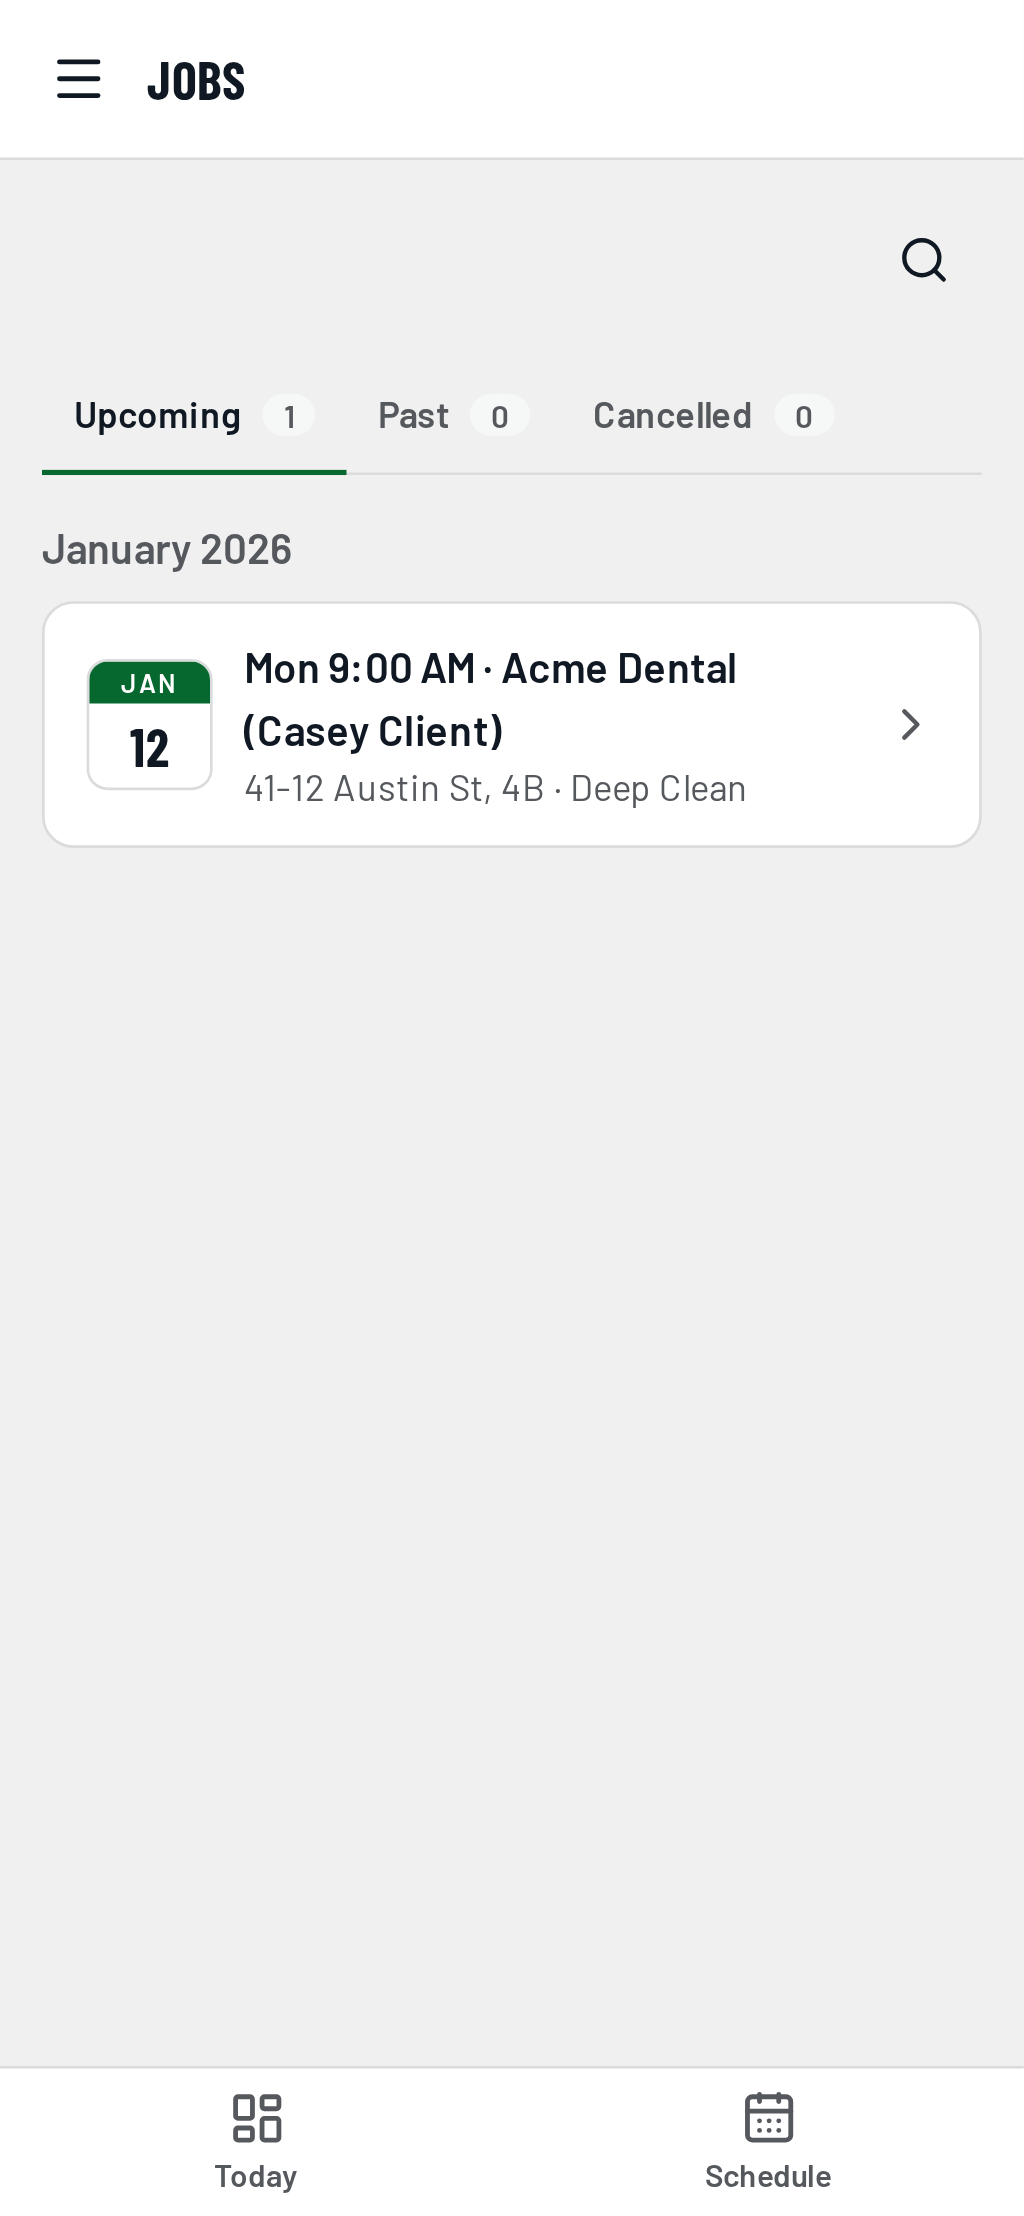 JOBS
Upcoming 1 Past 0 Cancelled 0
January 2026
JAN
12
Mon 9:00 AM · Acme Dental
(Casey Client)
41-12 Austin St, 4B · Deep Clean
Today Schedule